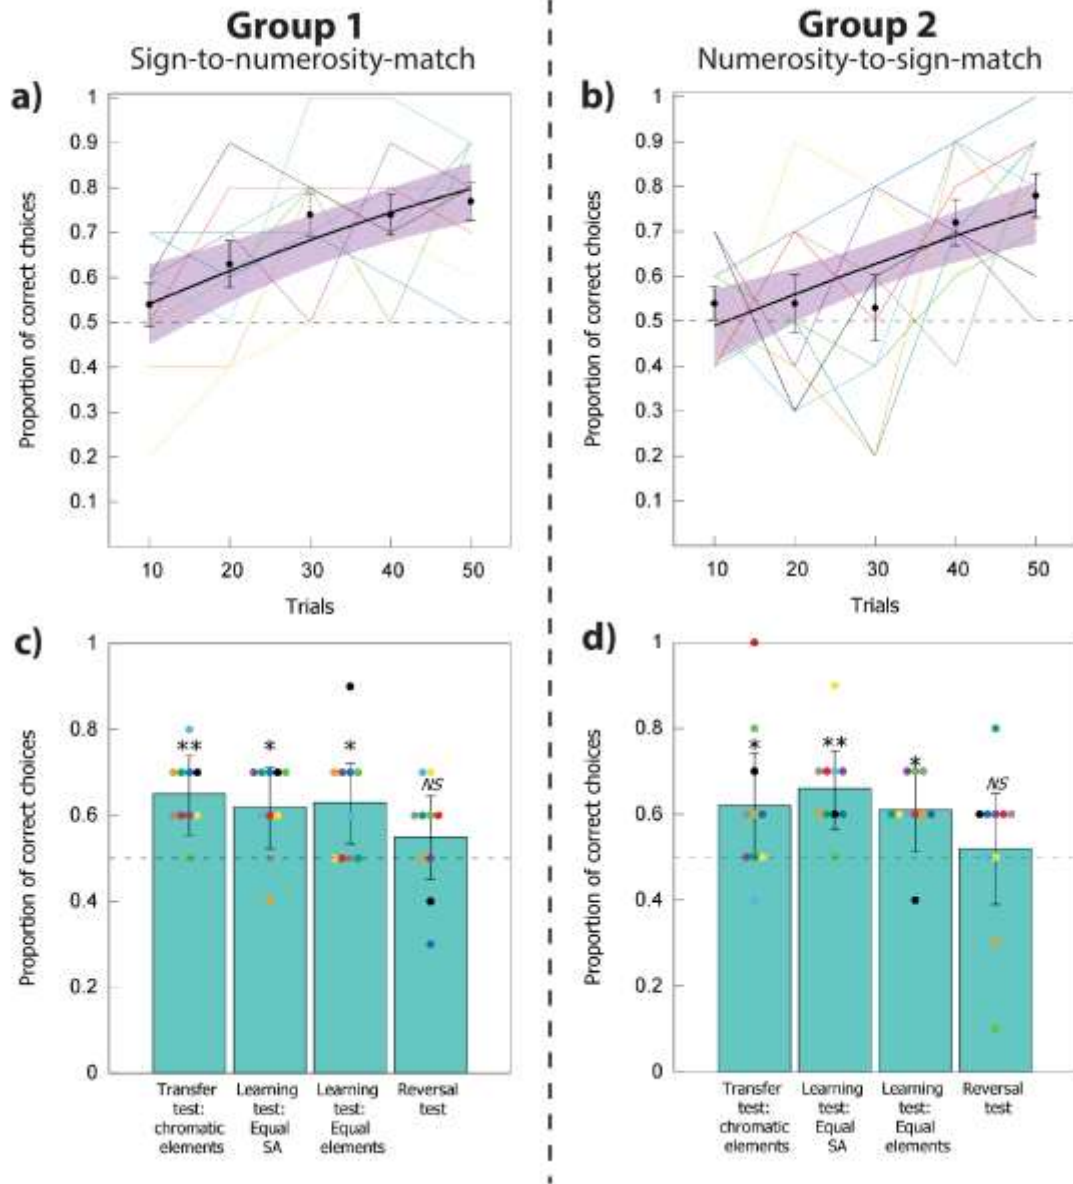 Group 1
Sign-to-numerosity-match
Group 2
Numerosity-to-sign-match
a)
Proportion of correct choices
1
0.9
0.8
0.7
0.6
0.5
0.4
0.3
0.2
0.1
10 20 30 40 50
Trials
b)
Proportion of correct choices
1
0.9
0.8
0.7
0.6
0.5
0.4
0.3
0.2
0.1
10 20 30 40 50
Trials
c)
Proportion of correct choices
1
0.8
0.6
0.4
0.2
0
** * * NS
Transfer
test:
chromatic
elements
Learning
test:
Equal
SA
Learning
test:
Equal
elements
Reversal
test
d)
Proportion of correct choices
1
0.8
0.6
0.4
0.2
0
* ** * NS
Transfer
test:
chromatic
elements
Learning
test:
Equal
SA
Learning
test:
Equal
elements
Reversal
test